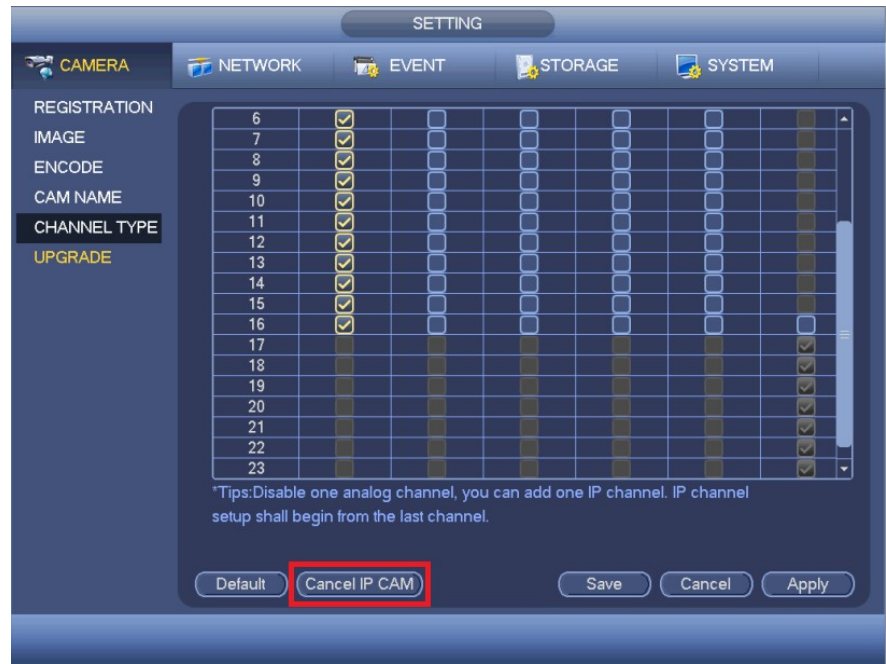 SETTING
CAMERA NETWORK EVENT STORAGE SYSTEM
REGISTRATION
IMAGE
ENCODE
CAM NAME
CHANNEL TYPE
UPGRADE
6
7
8
9
10
11
12
13
14
15
16
17
18
19
20
21
22
23
*Tips:Disable one analog channel, you can add one IP channel. IP channel
setup shall begin from the last channel.
Default Cancel IP CAM Save Cancel Apply